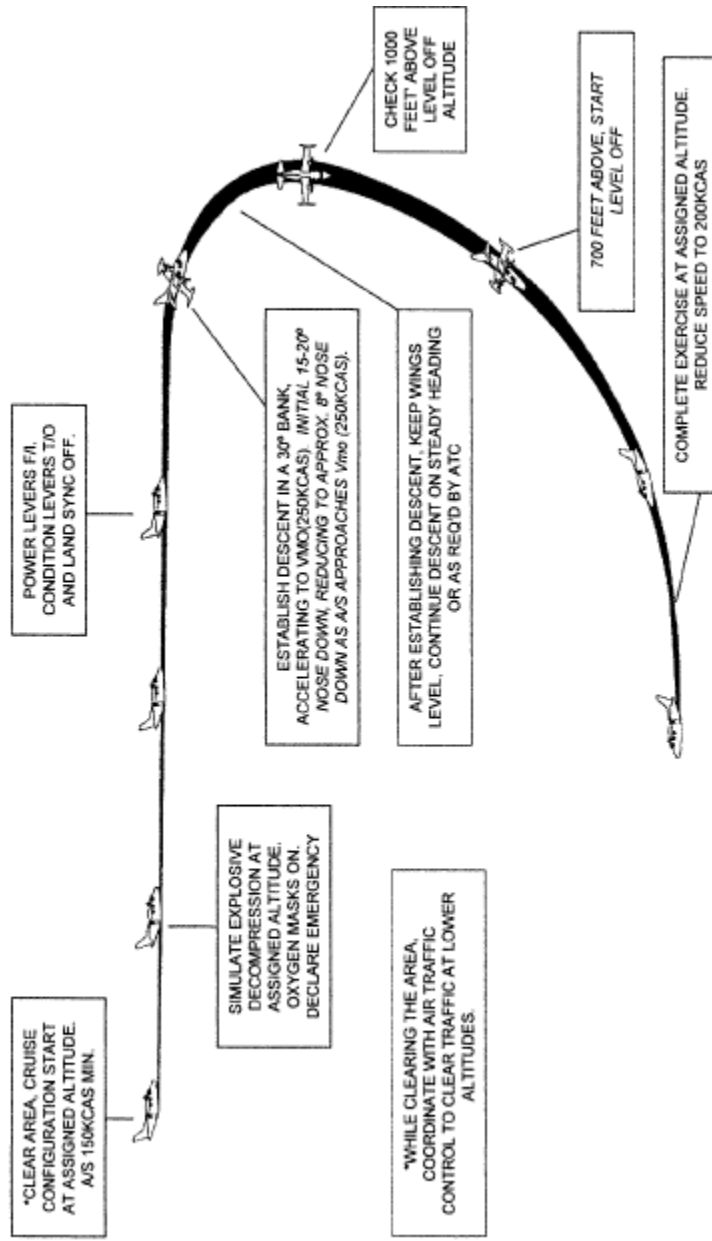 *CLEAR AREA, CRUISE
CONFIGURATION START
AT ASSIGNED ALTITUDE.
A/S 150KCAS MIN.
SIMULATE EXPLOSIVE
DECOMPRESSION AT
ASSIGNED ALTITUDE.
OXYGEN MASKS ON.
DECLARE EMERGENCY
POWER LEVERS F/I.
CONDITION LEVERS T/O
AND LAND SYNC OFF.
ESTABLISH DESCENT IN A 30º BANK,
ACCELERATING TO VMO(250KCAS). INITIAL 15-20º
NOSE DOWN, REDUCING TO APPROX. 8º NOSE
DOWN AS A/S APPROACHES Vmo (250KCAS).
AFTER ESTABLISHING DESCENT, KEEP WINGS
LEVEL, CONTINUE DESCENT ON STEADY HEADING
OR AS REQ'D BY ATC
CHECK 1000
FEET' ABOVE
LEVEL OFF
ALTITUDE
700 FEET ABOVE, START
LEVEL OFF
COMPLETE EXERCISE AT ASSIGNED ALTITUDE.
REDUCE SPEED TO 200KCAS
*WHILE CLEARING THE AREA,
COORDINATE WITH AIR TRAFFIC
CONTROL TO CLEAR TRAFFIC AT LOWER
ALTITUDES.